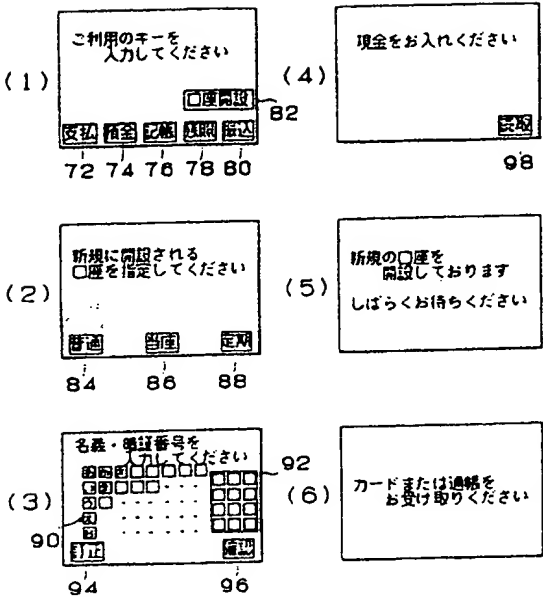 (1)
ご利用のキーを
入力してください
口座開設
82
支払 預金 記帳 残照 振込
72 74 76 78 80
(2)
新規に開設される
口座を指定してください
普通 当座 定期
84 86 88
(3)
名義・暗証番号を
入力してください
90
92
訂正 確認
94 96
(4)
現金をお入れください
98
(5)
新規の口座を
開設しております
しばらくお待ちください
(6)
カードまたは通帳を
お受け取りください